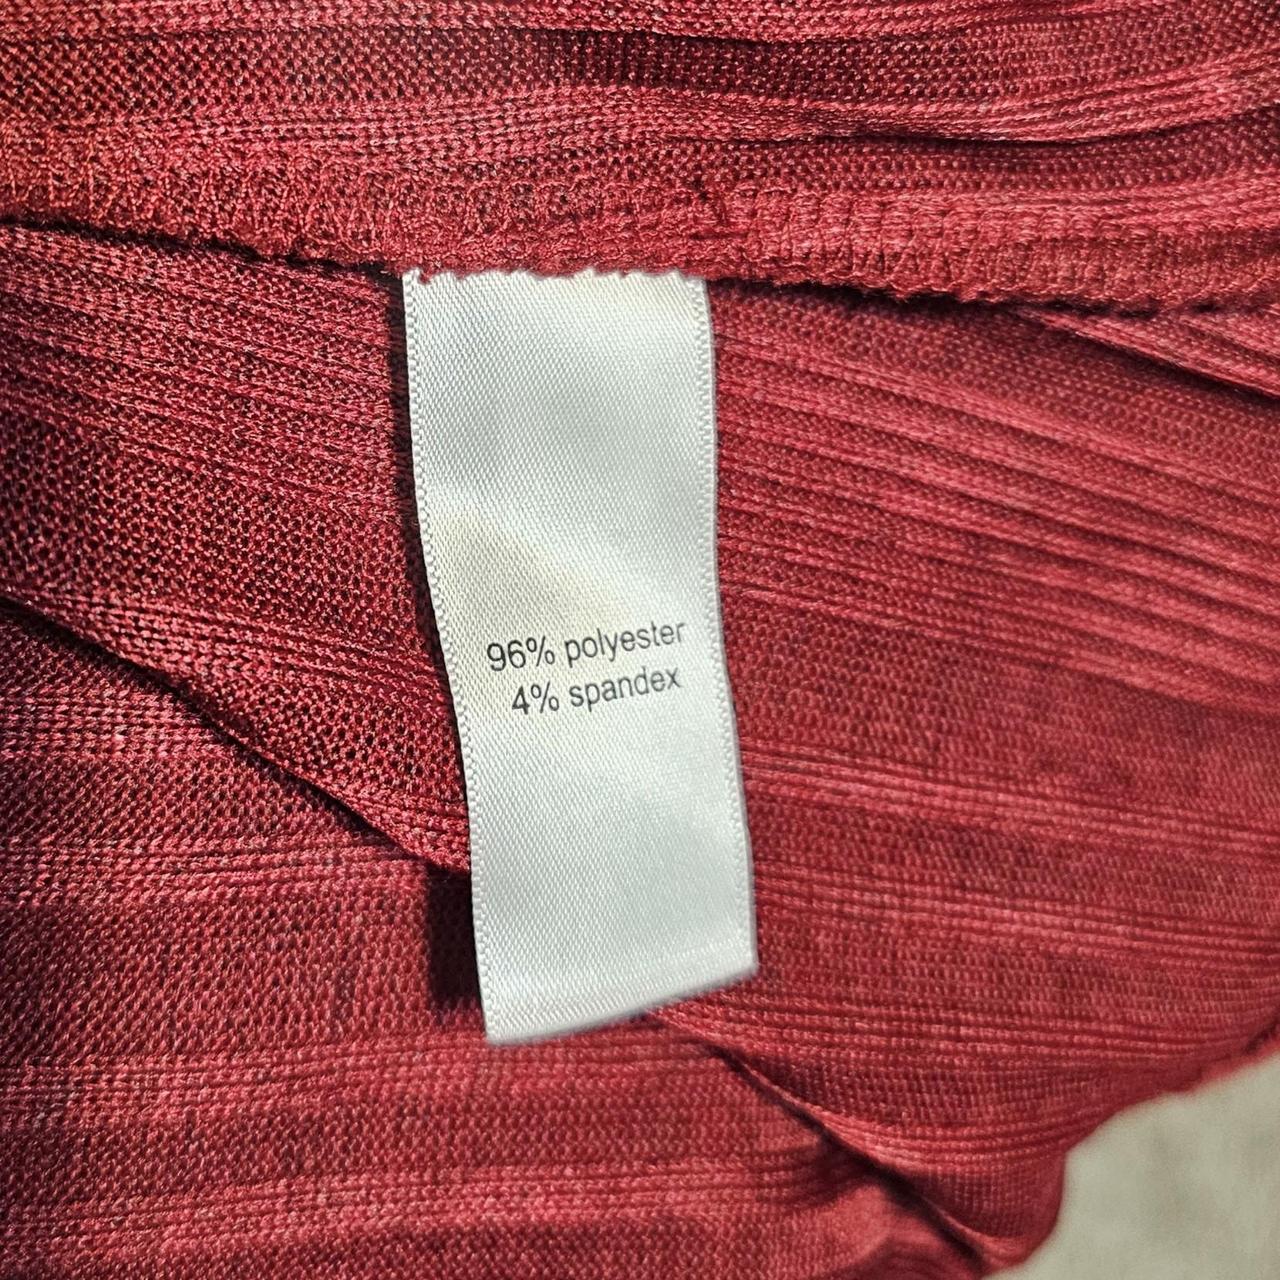 96% polyester
4% spandex